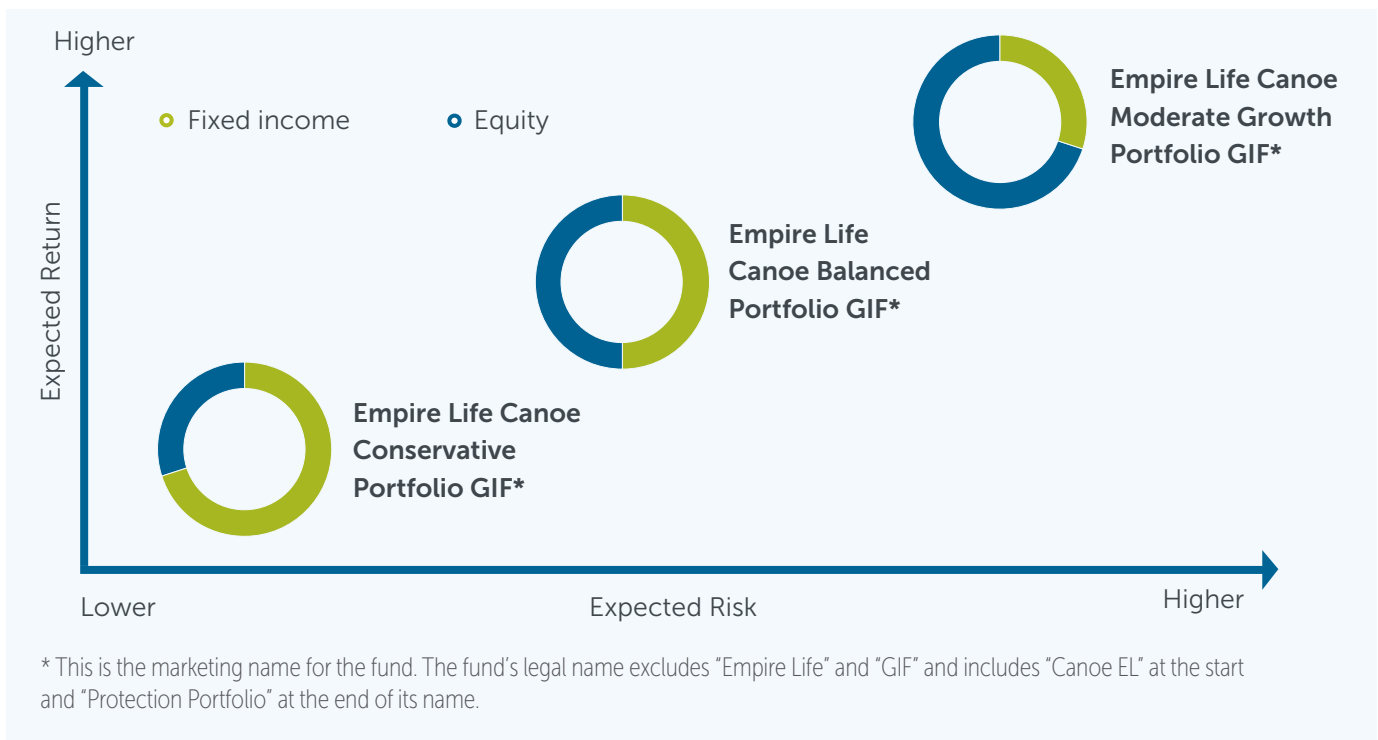 Higher
Fixed income
Equity
Empire Life Canoe
Moderate Growth
Portfolio GIF*
Expected Return
Empire Life
Canoe Balanced
Portfolio GIF*
Empire Life Canoe
Conservative
Portfolio GIF*
Lower
Expected Risk
Higher
* This is the marketing name for the fund. The fund’s legal name excludes “Empire Life” and “GIF” and includes “Canoe EL” at the start
and “Protection Portfolio” at the end of its name.